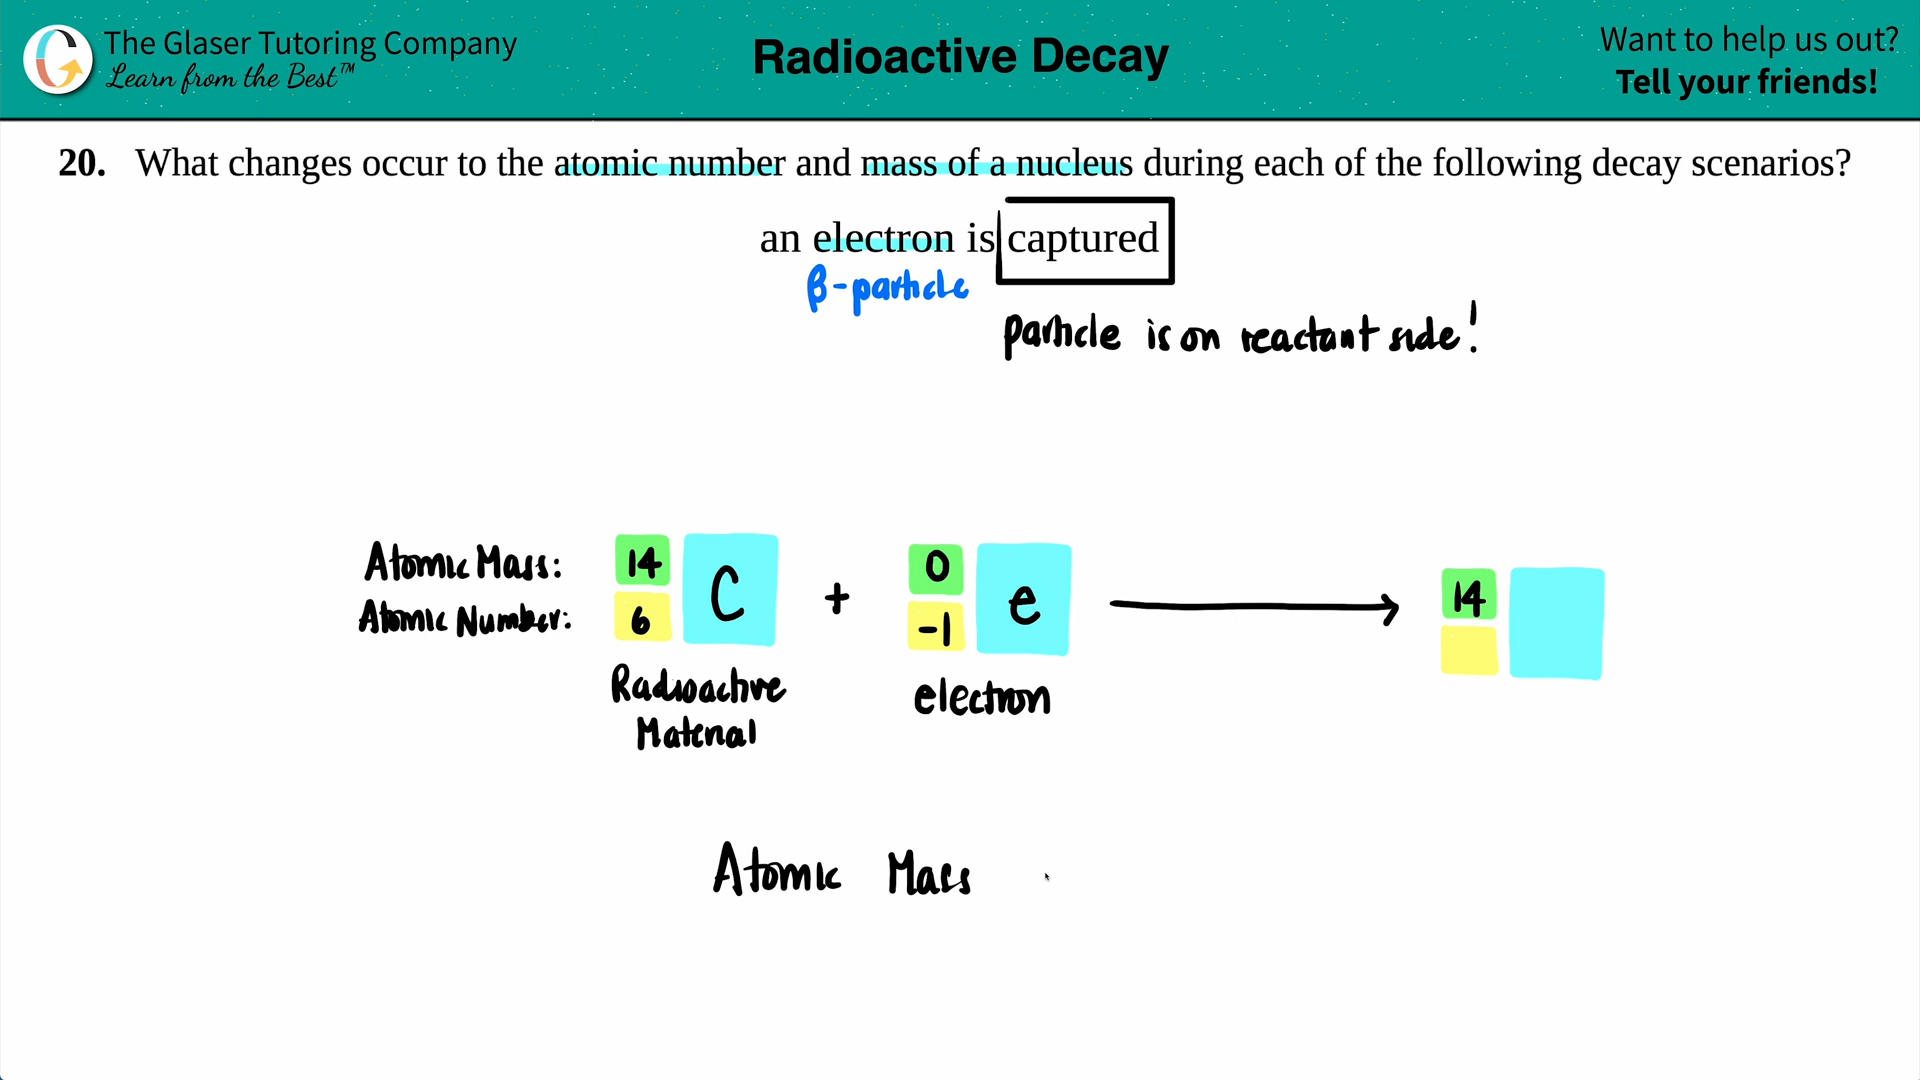 The Glaser Tutoring Company
Learn from the Best™
Radioactive Decay
Want to help us out?
Tell your friends!
20. What changes occur to the atomic number and mass of a nucleus during each of the following decay scenarios?
an electron is captured
β-particle
particle is on reactant side!
Atomic Mass: 14 C + 0 e 14
Atomic Number: 6 -1
Radioactive electron
Material
Atomic Mass